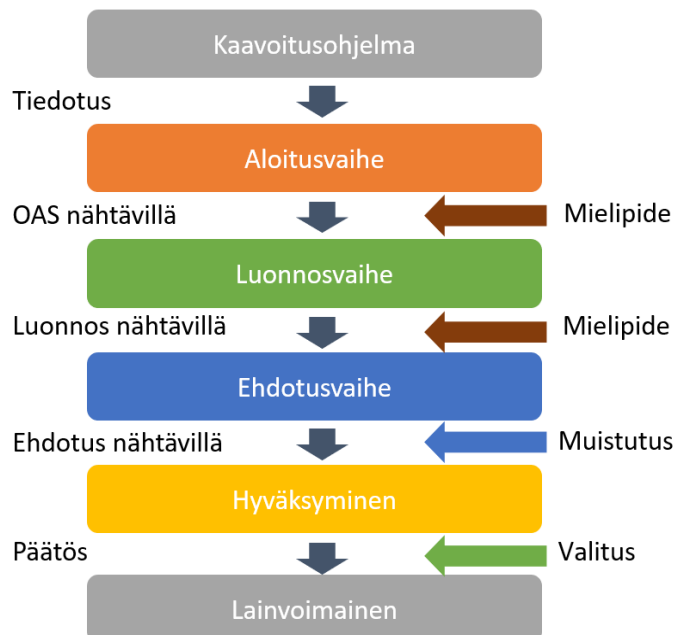 Kaavoitusohjelma
Tiedotus
Aloitusvaihe
OAS nähtävillä
Mielipide
Luonnosvaihe
Luonnos nähtävillä
Mielipide
Ehdotusvaihe
Ehdotus nähtävillä
Muistutus
Hyväksyminen
Päätös
Valitus
Lainvoimainen